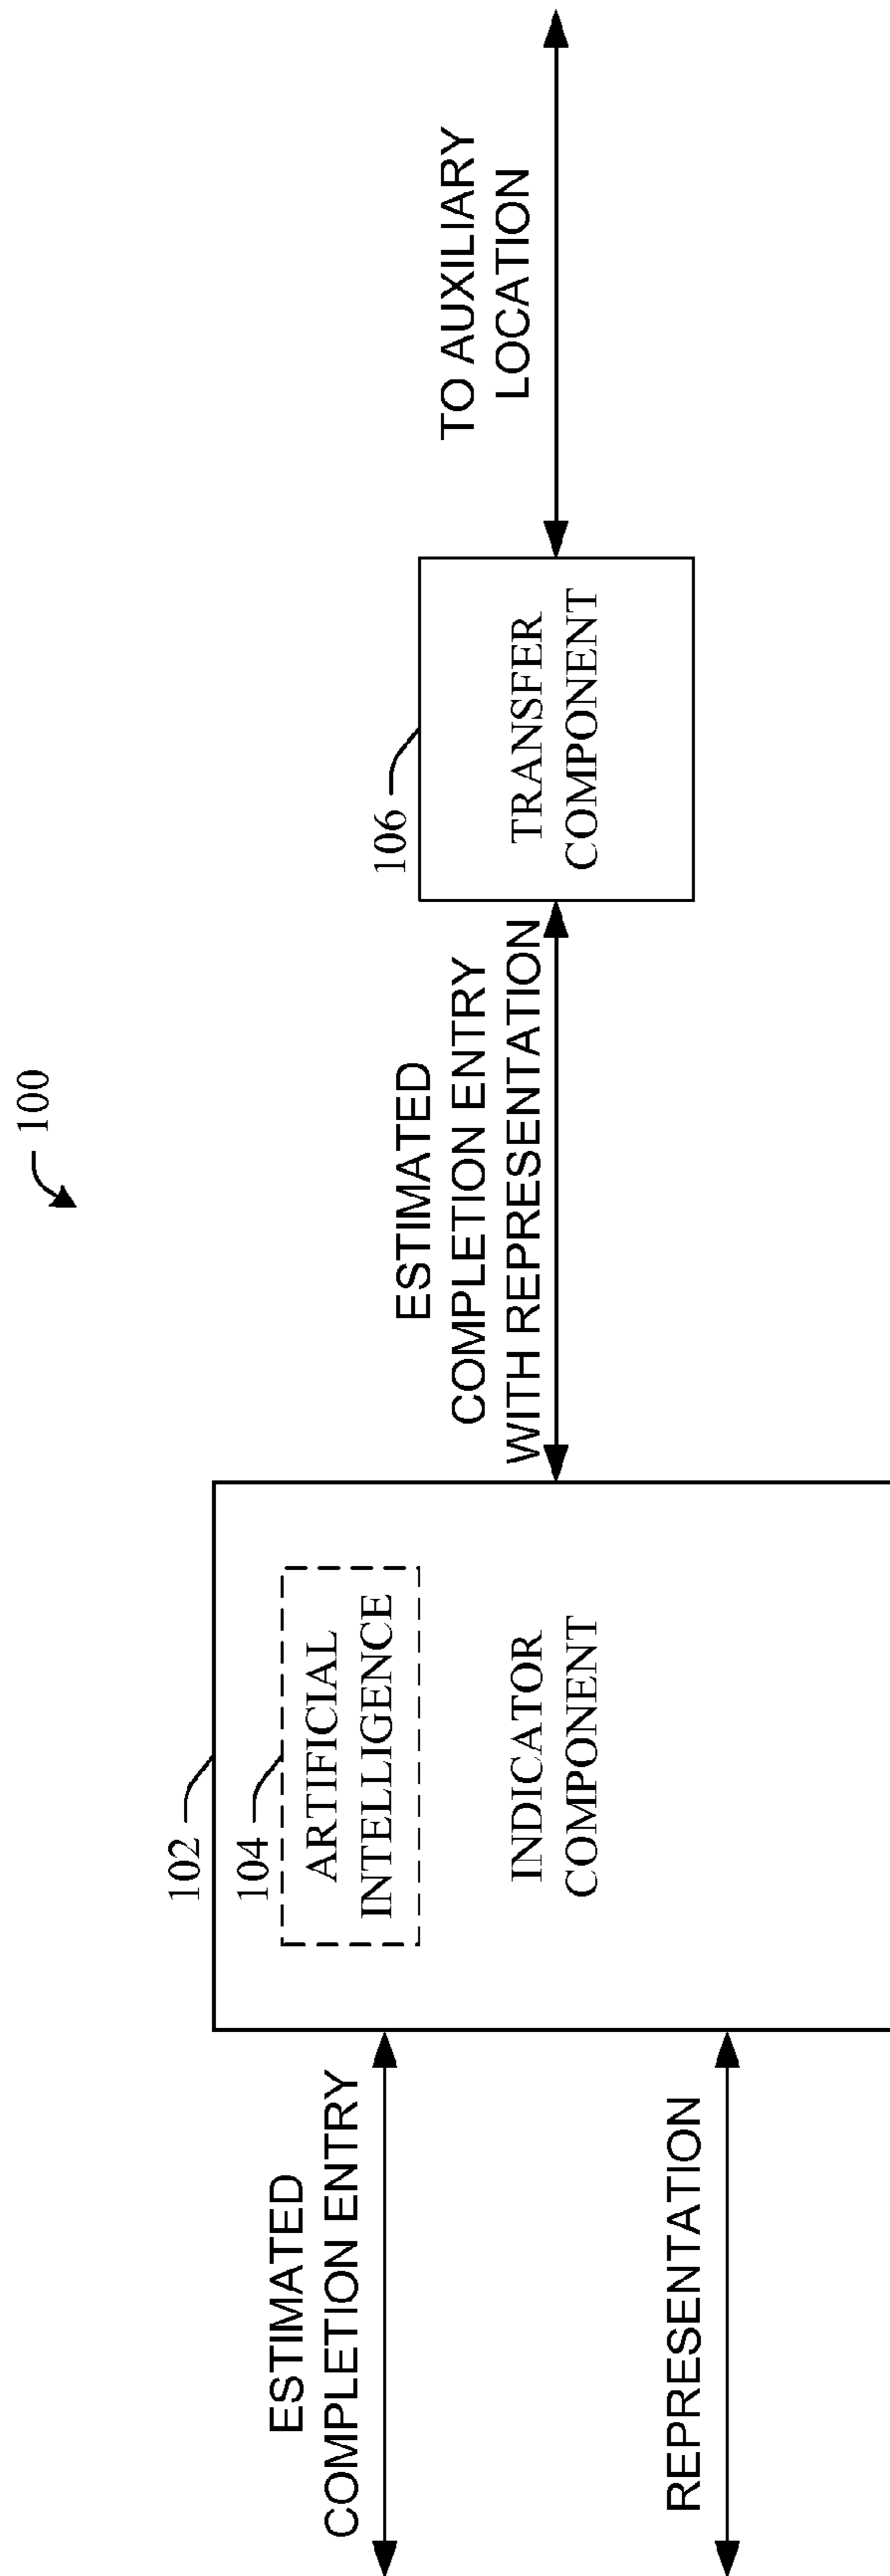 100
102
104
ARTIFICIAL
INTELLIGENCE
INDICATOR
COMPONENT
ESTIMATED
COMPLETION ENTRY
REPRESENTATION
ESTIMATED
COMPLETION ENTRY
WITH REPRESENTATION
106
TRANSFER
COMPONENT
TO AUXILIARY
LOCATION